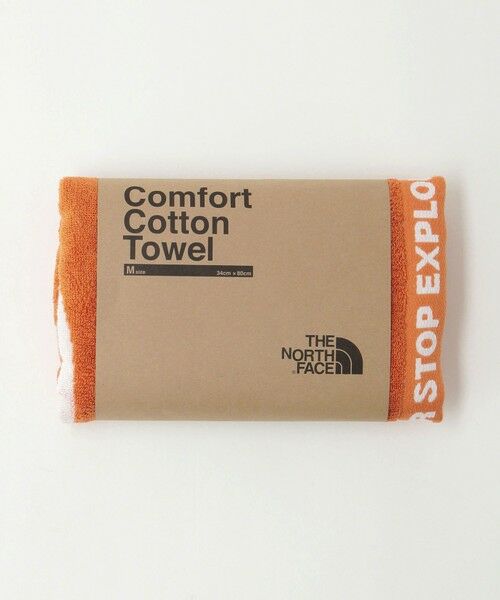 Comfort
Cotton
Towel
M size 34cm × 80cm
THE
NORTH
FACE
R STOP EXPLO